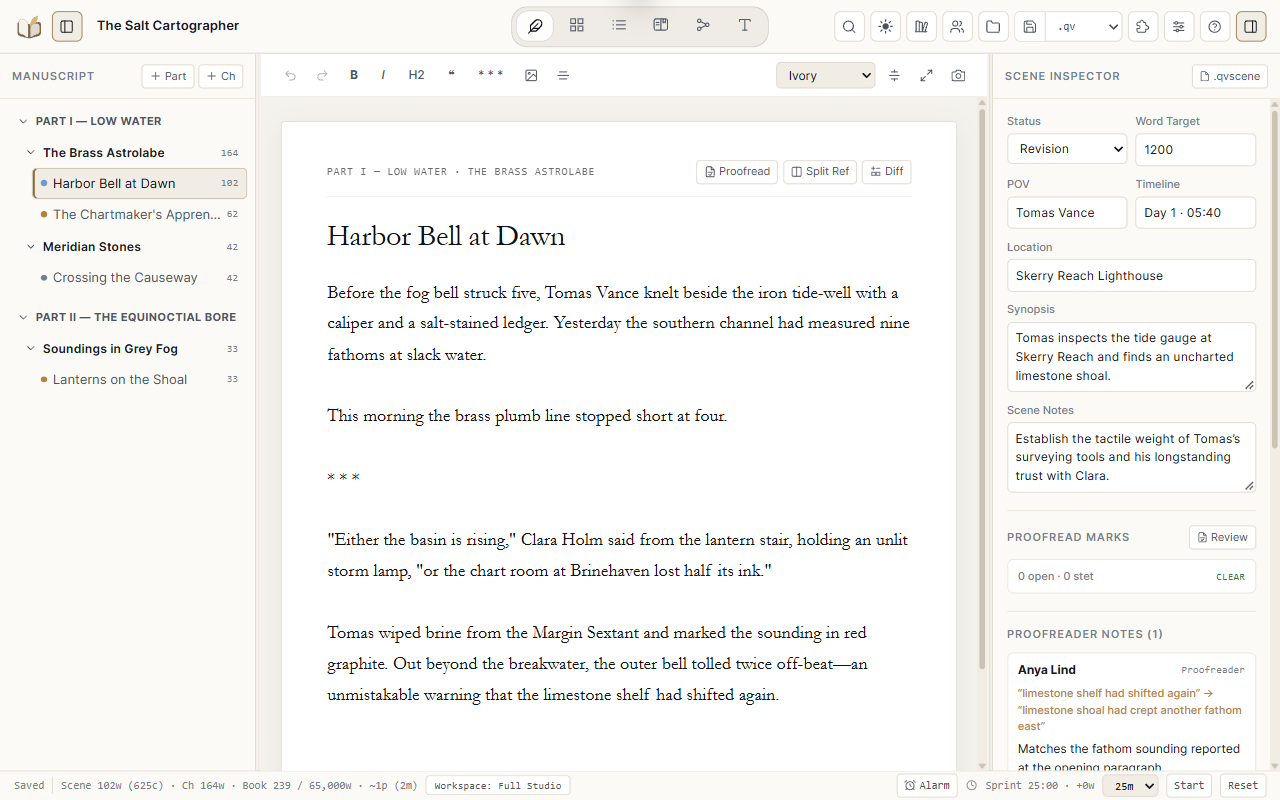 The Salt Cartographer
.qv
MANUSCRIPT
+ Part
+ Ch
B
I
H2
❝
* * *
Ivory
SCENE INSPECTOR
.qvscene
PART I — LOW WATER
The Brass Astrolabe 164
Harbor Bell at Dawn 102
The Chartmaker's Appren... 62
Meridian Stones 42
Crossing the Causeway 42
PART II — THE EQUINOCTIAL BORE
Soundings in Grey Fog 33
Lanterns on the Shoal 33
PART I — LOW WATER · THE BRASS ASTROLABE
Proofread
Split Ref
Diff
Harbor Bell at Dawn
Before the fog bell struck five, Tomas Vance knelt beside the iron tide-well with a
caliper and a salt-stained ledger. Yesterday the southern channel had measured nine
fathoms at slack water.
This morning the brass plumb line stopped short at four.
* * *
"Either the basin is rising," Clara Holm said from the lantern stair, holding an unlit
storm lamp, "or the chart room at Brinehaven lost half its ink."
Tomas wiped brine from the Margin Sextant and marked the sounding in red
graphite. Out beyond the breakwater, the outer bell tolled twice off-beat—an
unmistakable warning that the limestone shelf had shifted again.
Status
Word Target
Revision
1200
POV
Timeline
Tomas Vance
Day 1 · 05:40
Location
Skerry Reach Lighthouse
Synopsis
Tomas inspects the tide gauge at
Skerry Reach and finds an uncharted
limestone shoal.
Scene Notes
Establish the tactile weight of Tomas's
surveying tools and his longstanding
trust with Clara.
PROOFREAD MARKS
Review
0 open · 0 stet
CLEAR
PROOFREADER NOTES (1)
Anya Lind
Proofreader
"limestone shelf had shifted again" →
"limestone shoal had crept another fathom
east"
Matches the fathom sounding reported
at the opening paragraph.
Saved
Scene 102w (625c) · Ch 164w · Book 239 / 65,000w · ~1p (2m)
Workspace: Full Studio
Alarm
Sprint 25:00 · +0w
25m
Start
Reset